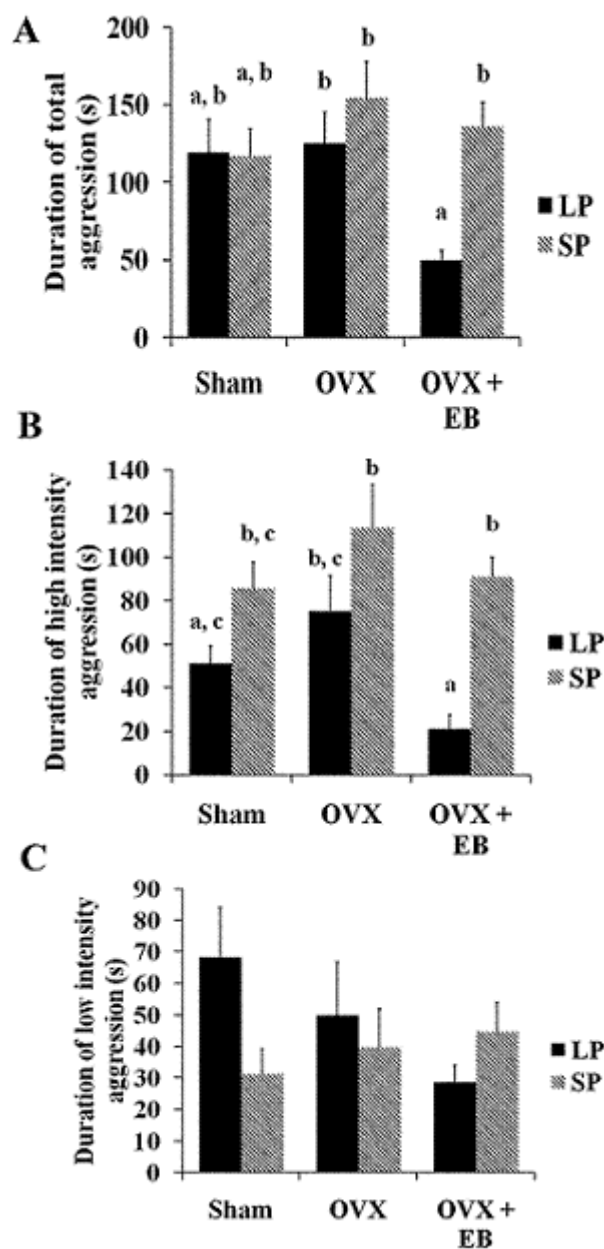 A
Duration of total
aggression (s)
200
150
100
50
0
a, b
a, b
b
b
a
b
LP
SP
Sham
OVX
OVX +
EB
B
Duration of high intensity
aggression (s)
140
120
100
80
60
40
20
0
a, c
b, c
b, c
b
a
b
LP
SP
Sham
OVX
OVX +
EB
C
Duration of low intensity
aggression (s)
90
80
70
60
50
40
30
20
10
0
LP
SP
Sham
OVX
OVX +
EB